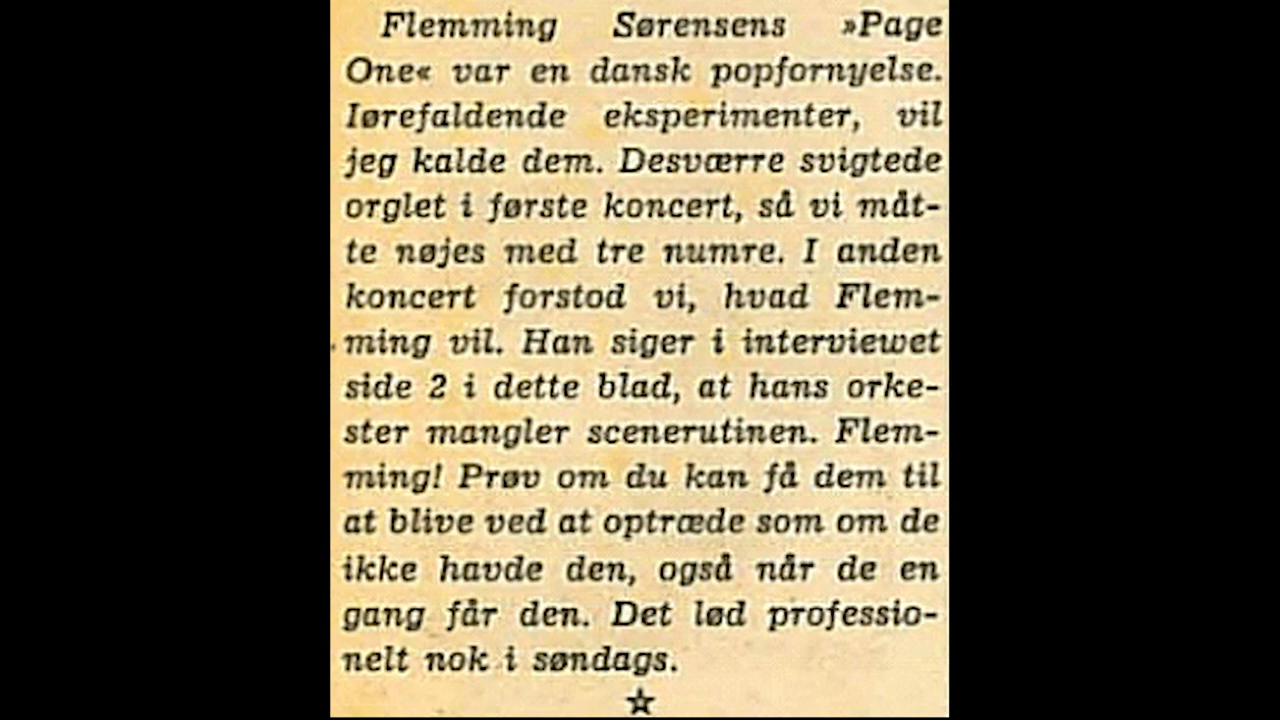 Flemming Sørensens »Page
One« var en dansk popfornyelse.
Iørefaldende eksperimenter, vil
jeg kalde dem. Desværre svigtede
orglet i første koncert, så vi måt-
te nøjes med tre numre. I anden
koncert forstod vi, hvad Flem-
ming vil. Han siger i interviewet
side 2 i dette blad, at hans orke-
ster mangler scenerutinen. Flem-
ming! Prøv om du kan få dem til
at blive ved at optræde som om de
ikke havde den, også når de en
gang får den. Det lød professio-
nelt nok i søndags.